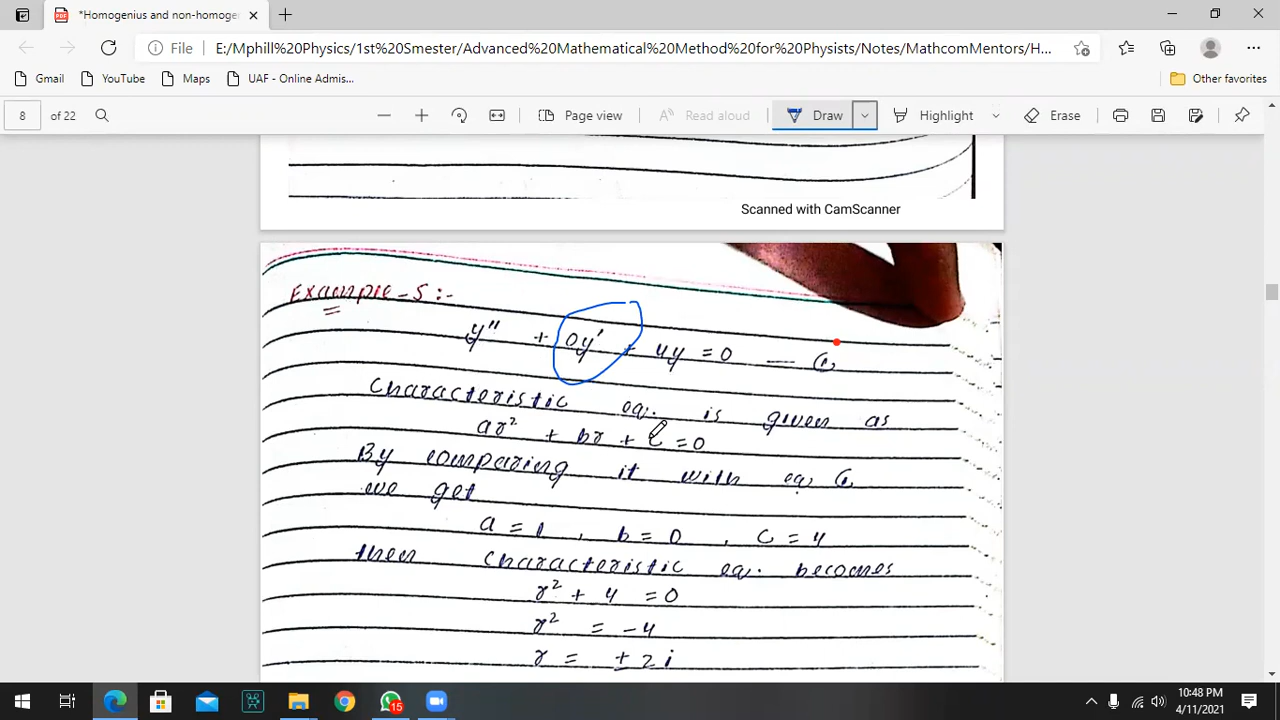 *Homogenius and non-homoge
File E:/Mphill%20Physics/1st%20Smester/Advanced%20Mathematical%20Method%20for%20Physists/Notes/MathcomMentors/H...
Gmail YouTube Maps UAF - Online Admis... Other favorites
8 of 22 Page view Read aloud Draw Highlight Erase
Scanned with CamScanner
Example-5:-
y" + 0y' + 4y = 0 —
Characteristic eq. is given as
ar² + br + c = 0
By comparing it with eq.
we get
a = 1 , b = 0 , c = 4
then characteristic eq. becomes
r² + 4 = 0
r² = -4
r = ± 2i
15
10:48 PM
4/11/2021